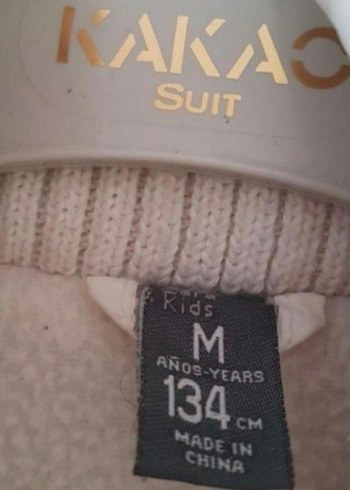 KAKAO
SUIT
Kids
M
AÑOS-YEARS
134 CM
MADE IN
CHINA